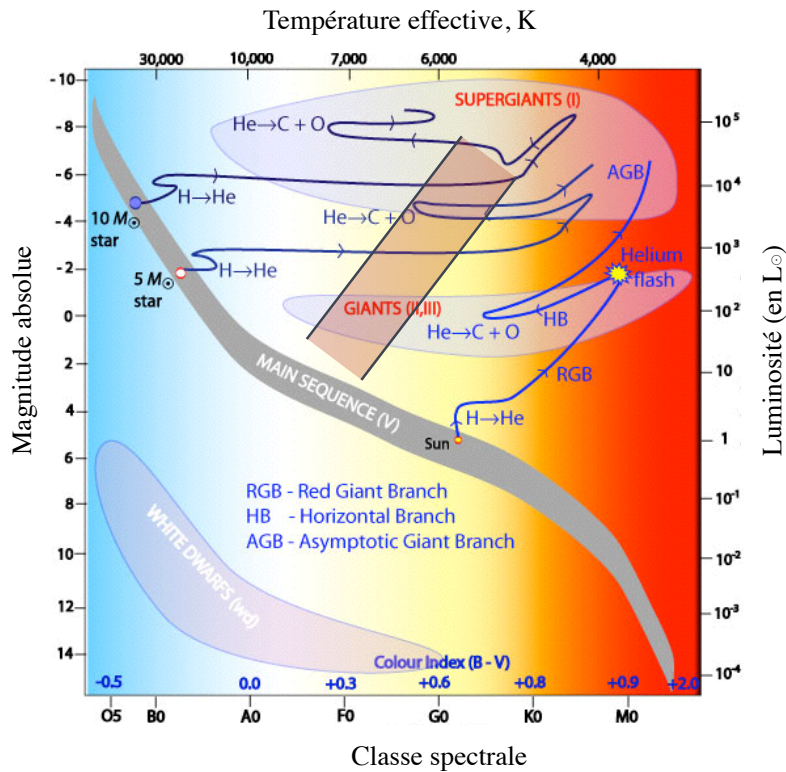 Température effective, K
30,000 10,000 7,000 6,000 4,000
Magnitude absolue
-10
-8
-6
-4
-2
0
2
4
6
8
10
12
14
SUPERGIANTS (I)
He→C + O
AGB
H→He
10 M⊙
star
He→C + O
H→He
5 M⊙
star
Helium
flash
GIANTS (II,III)
HB
He→C + O
RGB
MAIN SEQUENCE (V)
H→He
Sun
RGB - Red Giant Branch
HB - Horizontal Branch
AGB - Asymptotic Giant Branch
WHITE DWARFS (wd)
Colour Index (B - V)
-0.5 0.0 +0.3 +0.6 +0.8 +0.9 +2.0
O5 B0 A0 F0 G0 K0 M0
Classe spectrale
10⁵
10⁴
10³
10²
10
1
10⁻¹
10⁻²
10⁻³
10⁻⁴
Luminosité (en L⊙)